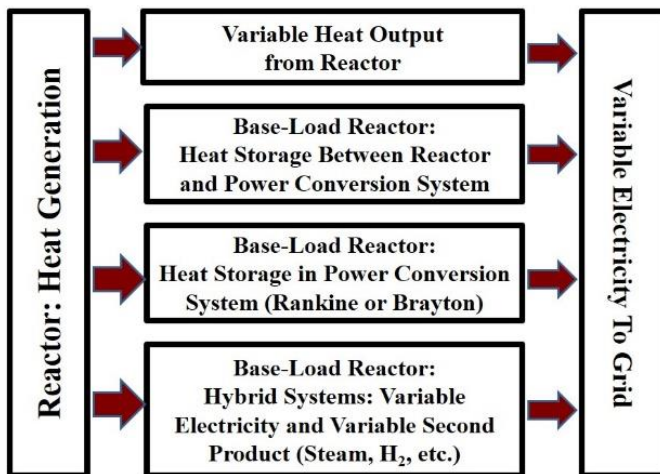 Reactor: Heat Generation
Variable Heat Output
from Reactor
Base-Load Reactor:
Heat Storage Between Reactor
and Power Conversion System
Base-Load Reactor:
Heat Storage in Power Conversion
System (Rankine or Brayton)
Base-Load Reactor:
Hybrid Systems: Variable
Electricity and Variable Second
Product (Steam, H₂, etc.)
Variable Electricity To Grid